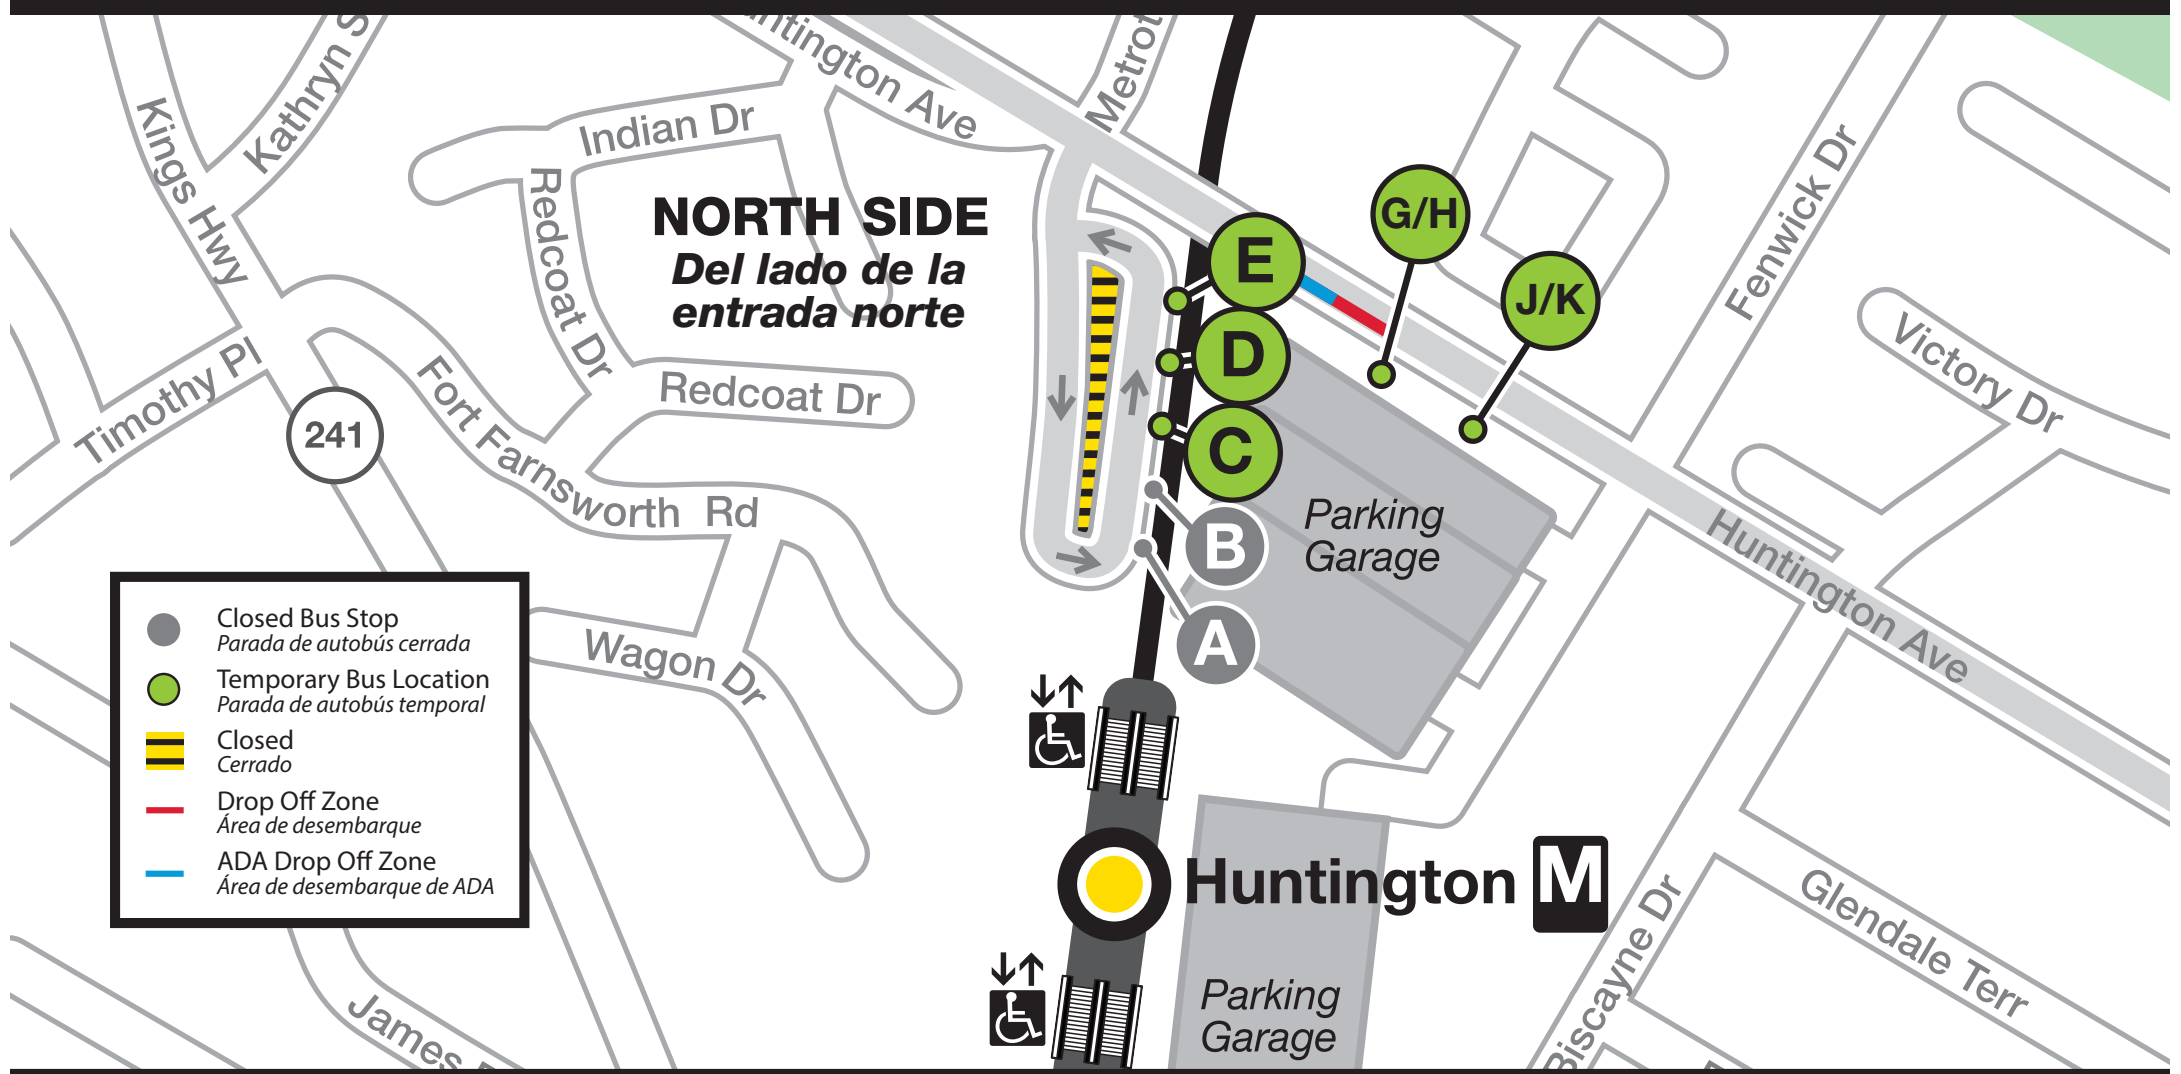 Huntington Ave
Metrot
Kathryn S
Kings Hwy
Indian Dr
Redcoat Dr
NORTH SIDE
Del lado de la
entrada norte
E
G/H
J/K
D
C
B
A
Fenwick Dr
Victory Dr
Timothy Pl
241
Fort Farnsworth Rd
Redcoat Dr
Parking
Garage
Huntington Ave
Wagon Dr
Closed Bus Stop
Parada de autobús cerrada
Temporary Bus Location
Parada de autobús temporal
Closed
Cerrado
Drop Off Zone
Área de desembarque
ADA Drop Off Zone
Área de desembarque de ADA
Huntington M
Parking
Garage
Biscayne Dr
Glendale Terr
James